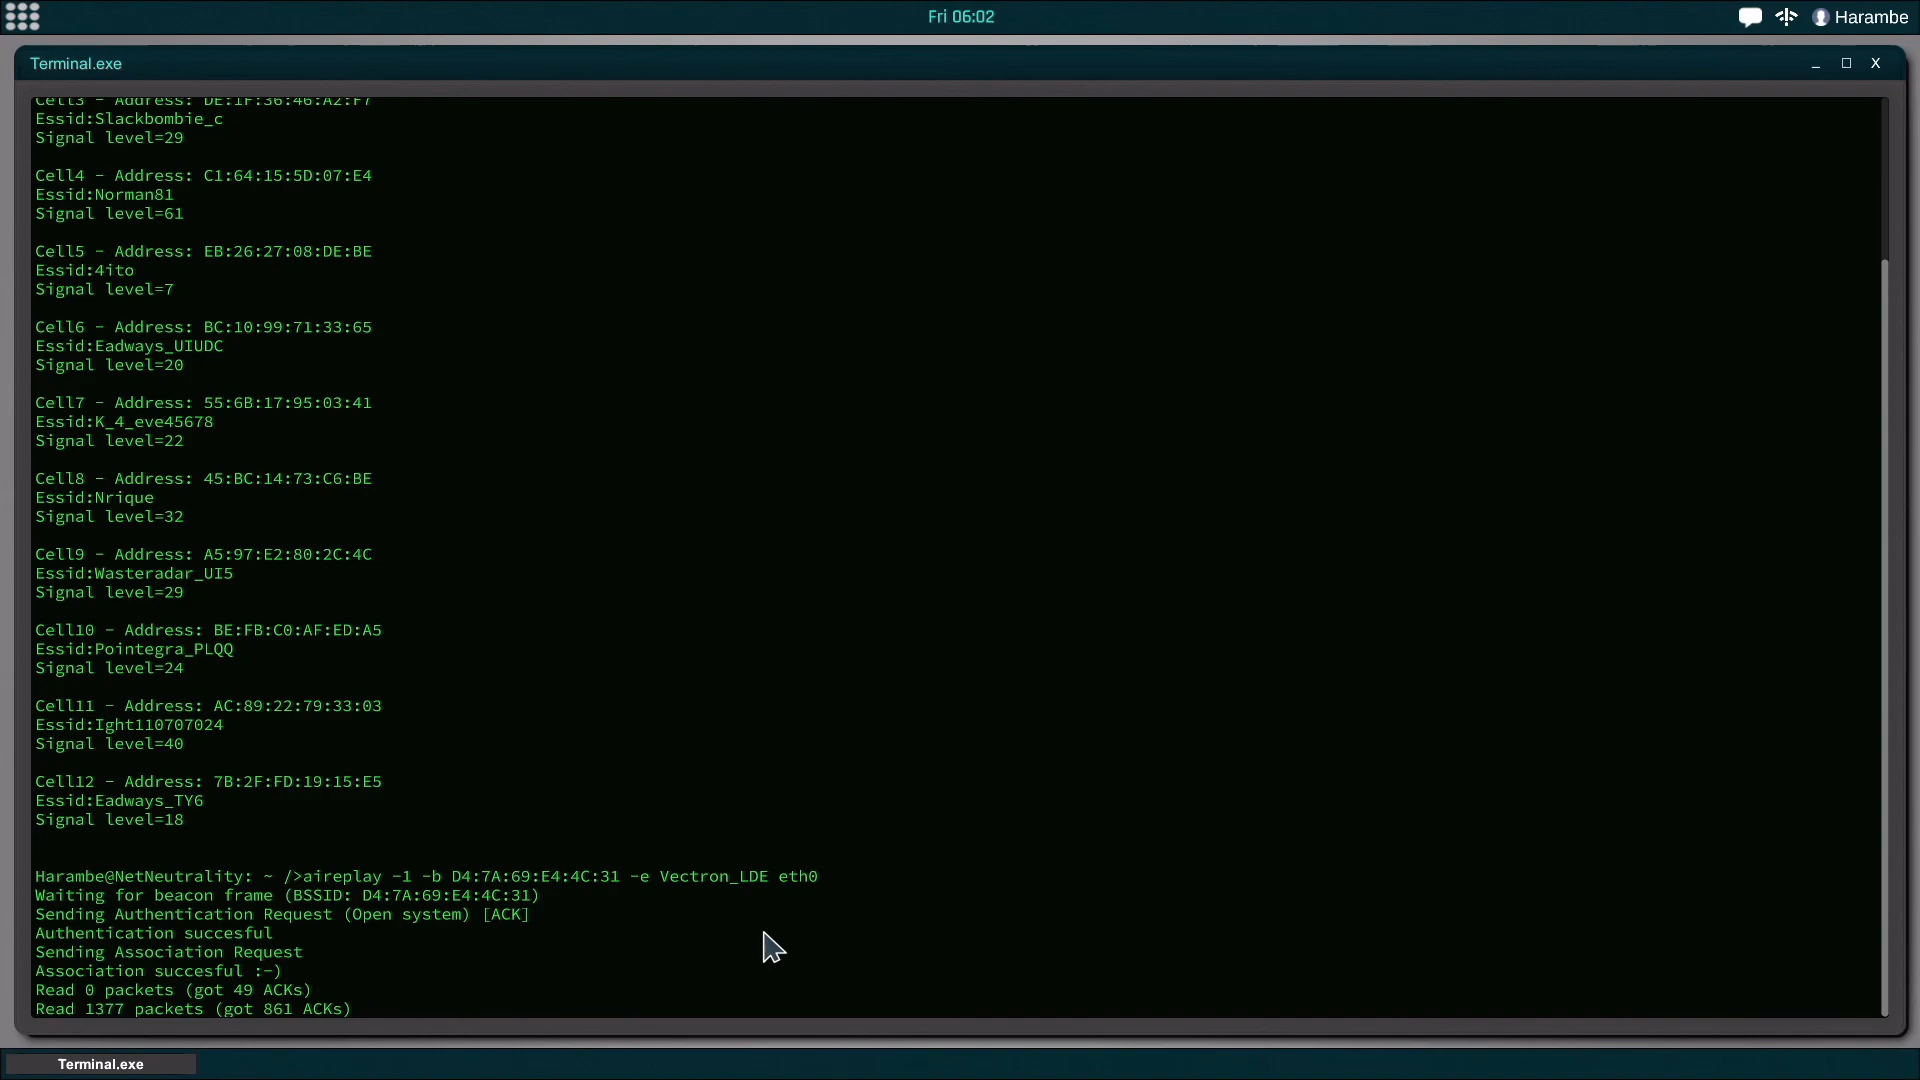 Fri 06:02
Harambe
Terminal.exe
_ □ X
Cell3 - Address: DE:1F:36:46:A2:F7
Essid:Slackbombie_c
Signal level=29
Cell4 - Address: C1:64:15:5D:07:E4
Essid:Norman81
Signal level=61
Cell5 - Address: EB:26:27:08:DE:BE
Essid:4ito
Signal level=7
Cell6 - Address: BC:10:99:71:33:65
Essid:Eadways_UIUDC
Signal level=20
Cell7 - Address: 55:6B:17:95:03:41
Essid:K_4_eve45678
Signal level=22
Cell8 - Address: 45:BC:14:73:C6:BE
Essid:Nrique
Signal level=32
Cell9 - Address: A5:97:E2:80:2C:4C
Essid:Wasteradar_UI5
Signal level=29
Cell10 - Address: BE:FB:C0:AF:ED:A5
Essid:Pointegra_PLQQ
Signal level=24
Cell11 - Address: AC:89:22:79:33:03
Essid:Ight110707024
Signal level=40
Cell12 - Address: 7B:2F:FD:19:15:E5
Essid:Eadways_TY6
Signal level=18
Harambe@NetNeutrality: ~ />aireplay -1 -b D4:7A:69:E4:4C:31 -e Vectron_LDE eth0
Waiting for beacon frame (BSSID: D4:7A:69:E4:4C:31)
Sending Authentication Request (Open system) [ACK]
Authentication succesful
Sending Association Request
Association succesful :-)
Read 0 packets (got 49 ACKs)
Read 1377 packets (got 861 ACKs)
Terminal.exe